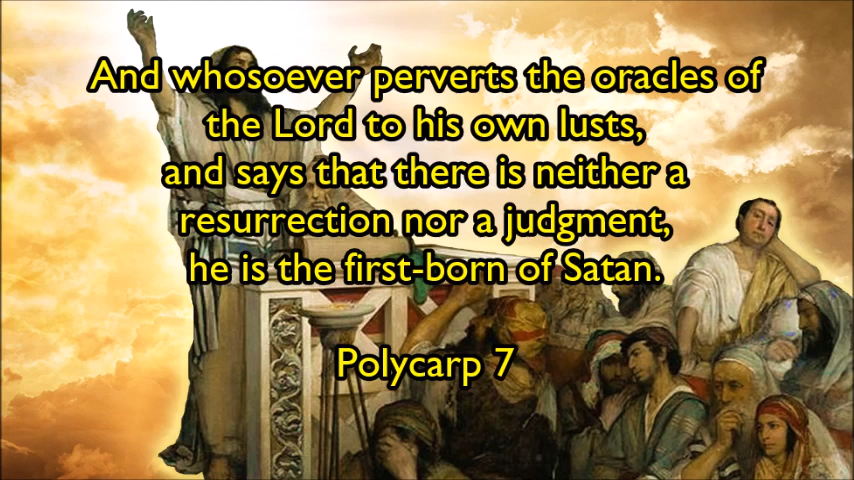 And whosoever perverts the oracles of
the Lord to his own lusts,
and says that there is neither a
resurrection nor a judgment,
he is the first-born of Satan.
Polycarp 7